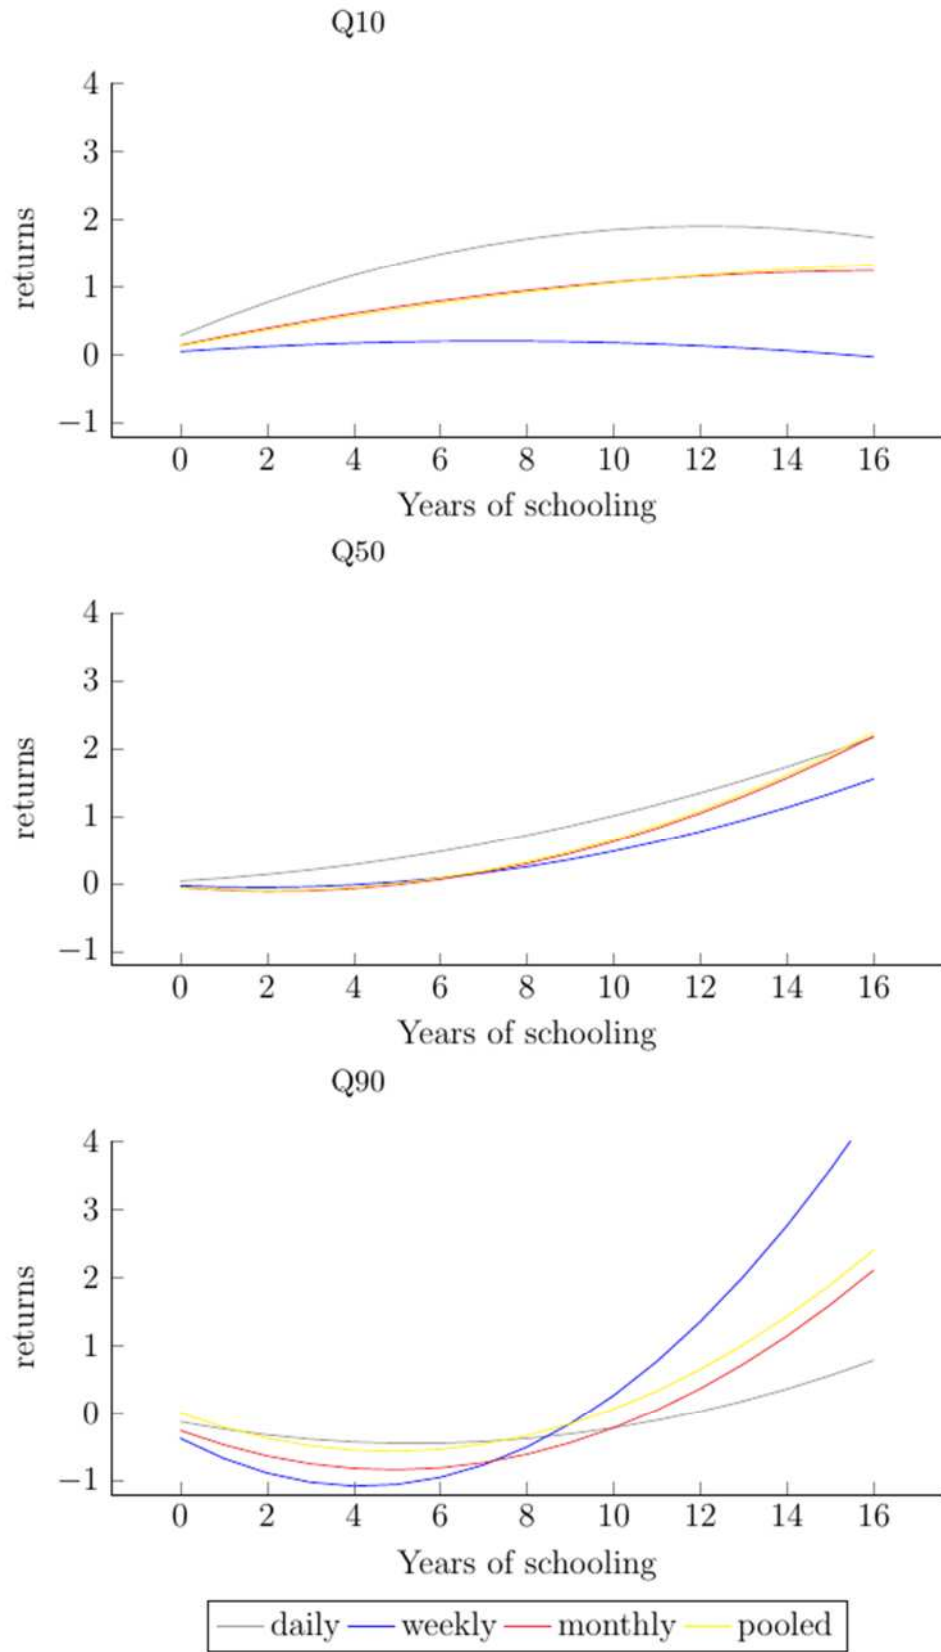 Q10
4
3
2
1
0
−1
returns
0 2 4 6 8 10 12 14 16
Years of schooling
Q50
4
3
2
1
0
−1
returns
0 2 4 6 8 10 12 14 16
Years of schooling
Q90
4
3
2
1
0
−1
returns
0 2 4 6 8 10 12 14 16
Years of schooling
daily weekly monthly pooled